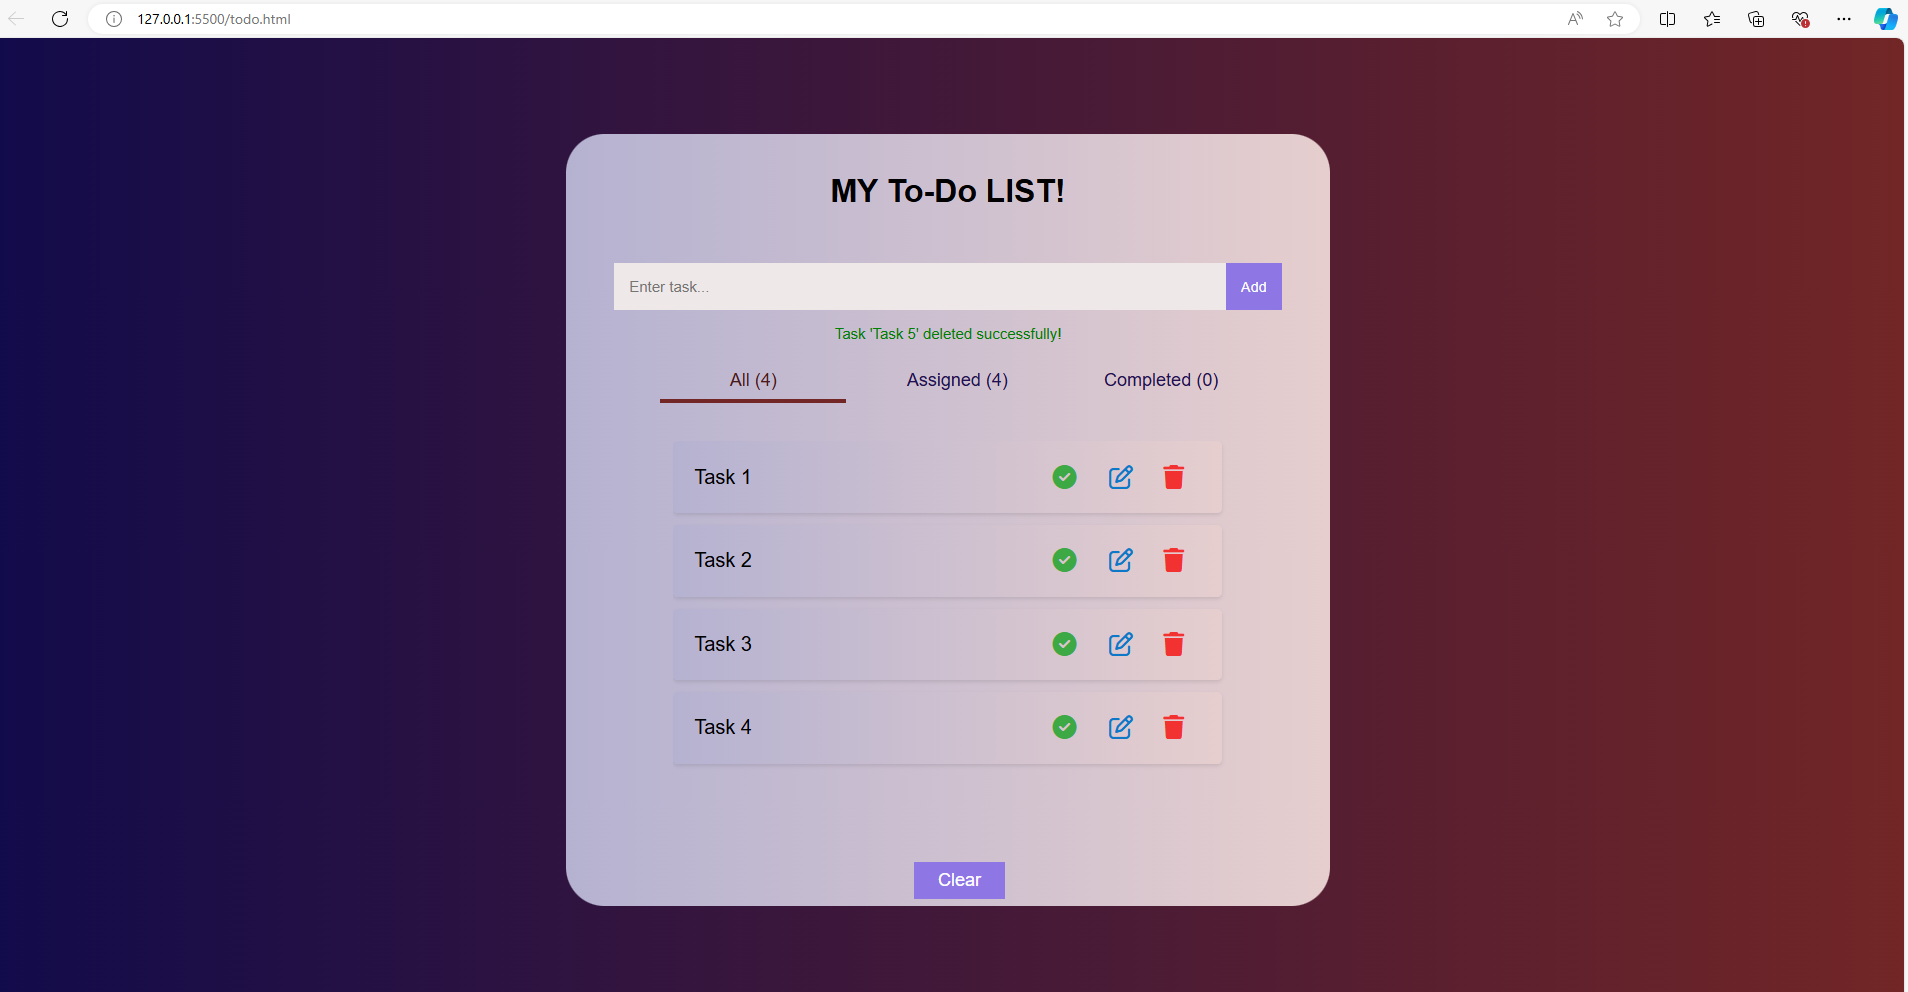 127.0.0.1:5500/todo.html
MY To-Do LIST!
Enter task...
Add
Task 'Task 5' deleted successfully!
All (4) Assigned (4) Completed (0)
Task 1
Task 2
Task 3
Task 4
Clear